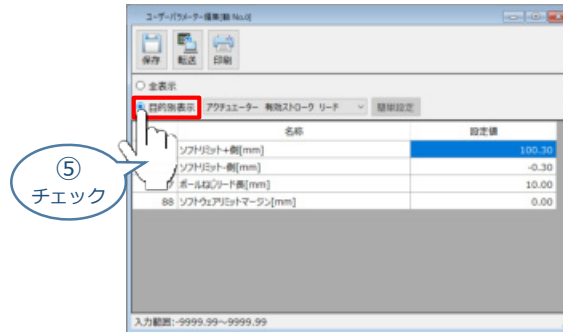 ユーザーパラメーター編集[軸 No.0]
保存 転送 印刷
全表示
目的別表示 アクチュエーター 有効ストローク リード 簡単設定
名称 設定値
ソフトリミット+側[mm] 100.30
ソフトリミット-側[mm] -0.30
ボールねじリード長[mm] 10.00
88 ソフトウェアリミットマージン[mm] 0.00
⑤
チェック
入力範囲:-9999.99～9999.99